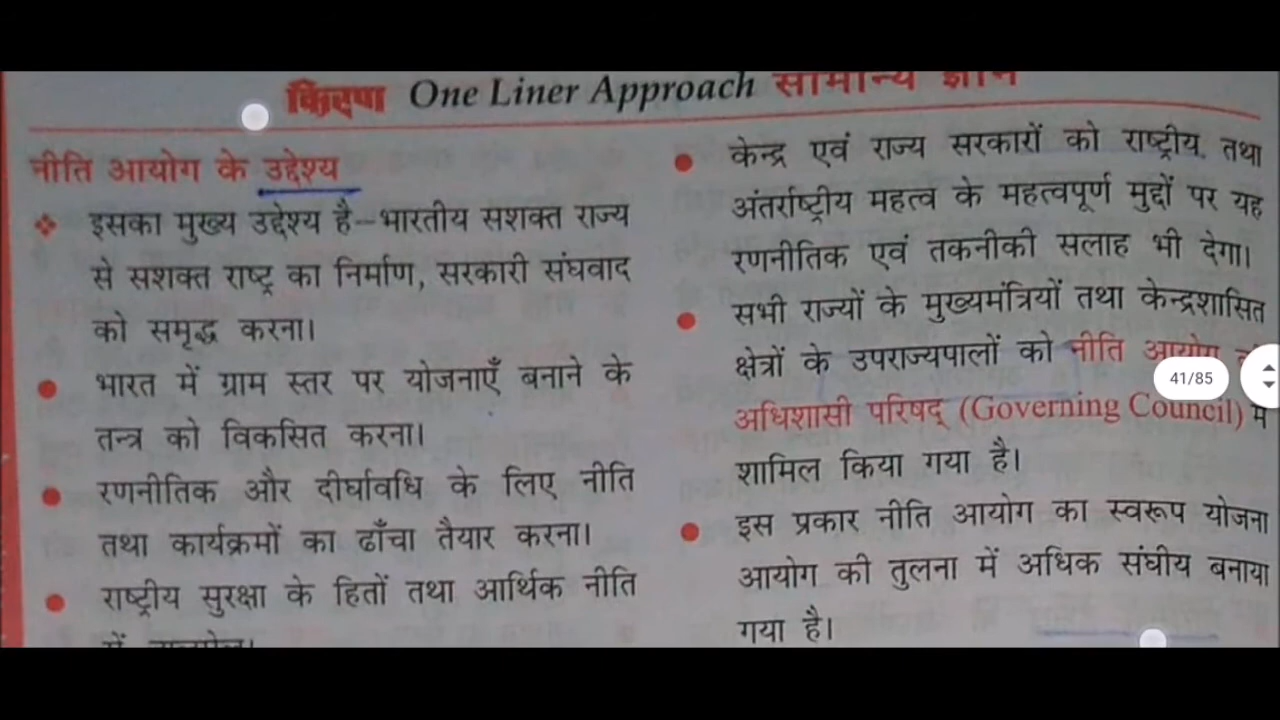 किरण One Liner Approach सामान्य ज्ञान
नीति आयोग के उद्देश्य
इसका मुख्य उद्देश्य है–भारतीय सशक्त राज्य
से सशक्त राष्ट्र का निर्माण, सरकारी संघवाद
को समृद्ध करना।
भारत में ग्राम स्तर पर योजनाएँ बनाने के
तन्त्र को विकसित करना।
रणनीतिक और दीर्घावधि के लिए नीति
तथा कार्यक्रमों का ढाँचा तैयार करना।
राष्ट्रीय सुरक्षा के हितों तथा आर्थिक नीति
केन्द्र एवं राज्य सरकारों को राष्ट्रीय तथा
अंतर्राष्ट्रीय महत्व के महत्वपूर्ण मुद्दों पर यह
रणनीतिक एवं तकनीकी सलाह भी देगा।
सभी राज्यों के मुख्यमंत्रियों तथा केन्द्रशासित
क्षेत्रों के उपराज्यपालों को नीति आयोग
अधिशासी परिषद् (Governing Council) में
शामिल किया गया है।
इस प्रकार नीति आयोग का स्वरूप योजना
आयोग की तुलना में अधिक संघीय बनाया
गया है।
41/85